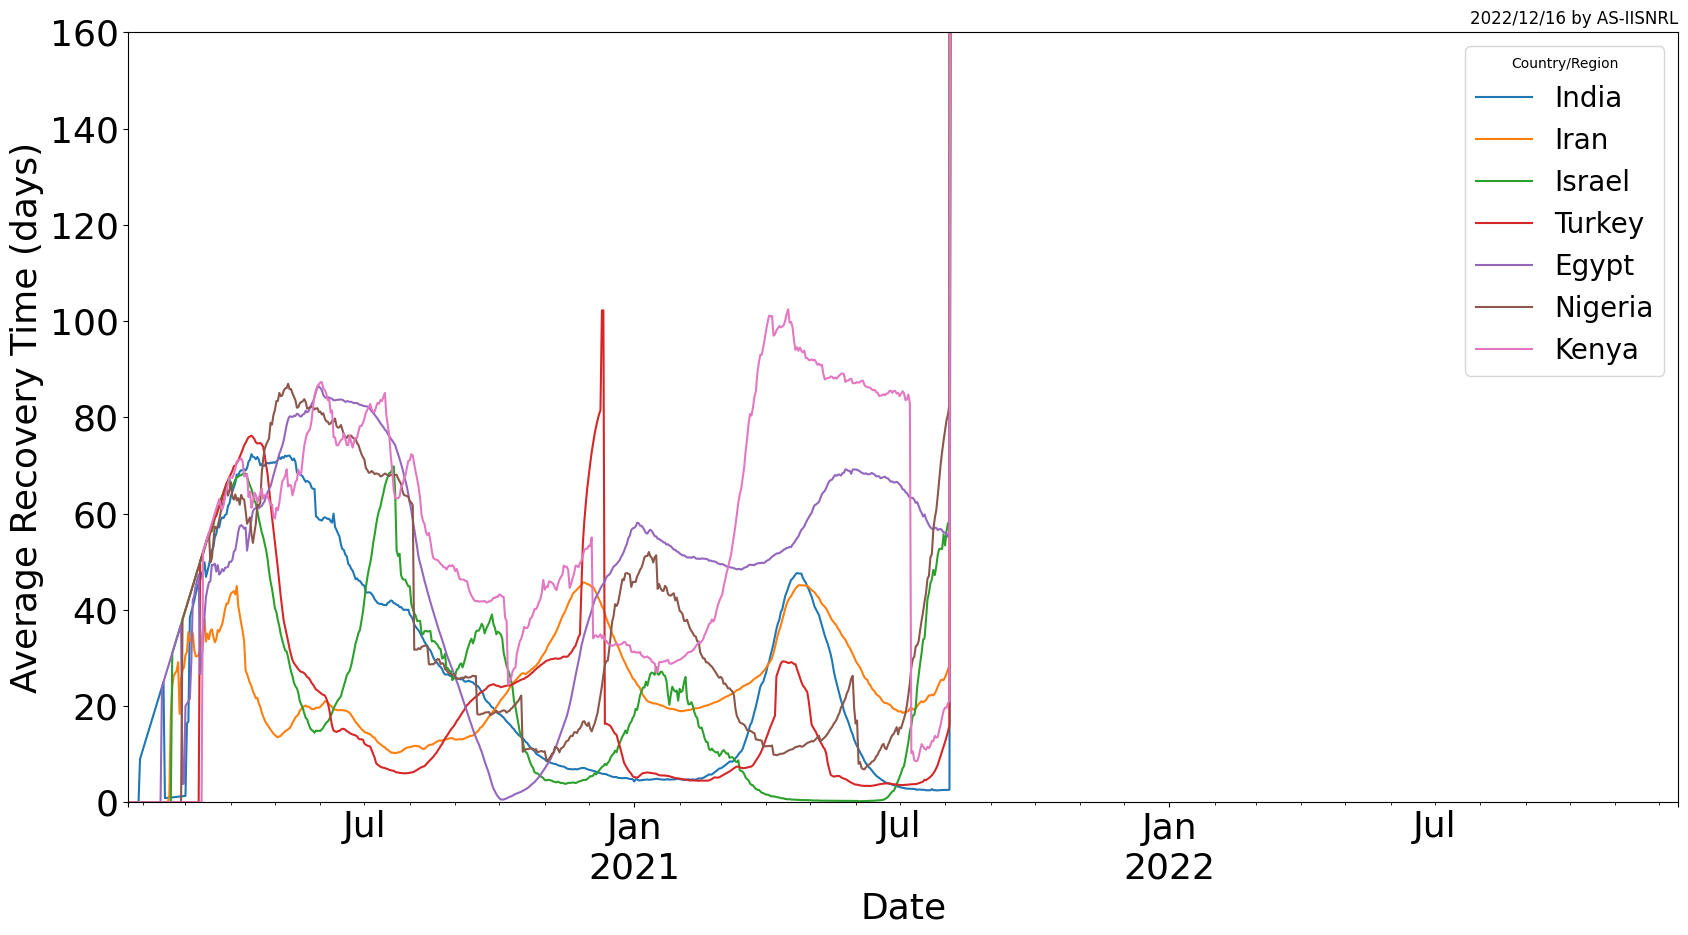 2022/12/16 by AS-IISNRL
Average Recovery Time (days)
160
140
120
100
80
60
40
20
0
Country/Region
India
Iran
Israel
Turkey
Egypt
Nigeria
Kenya
Jul
Jan
2021
Jul
Jan
2022
Jul
Date